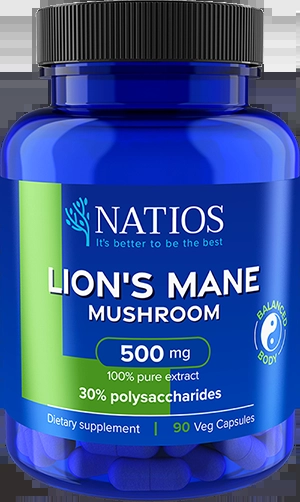 NATIOS
It's better to be the best
LION'S MANE
MUSHROOM
500 mg
100% pure extract
30% polysaccharides
BALANCED
BODY
Dietary supplement | 90 Veg Capsules